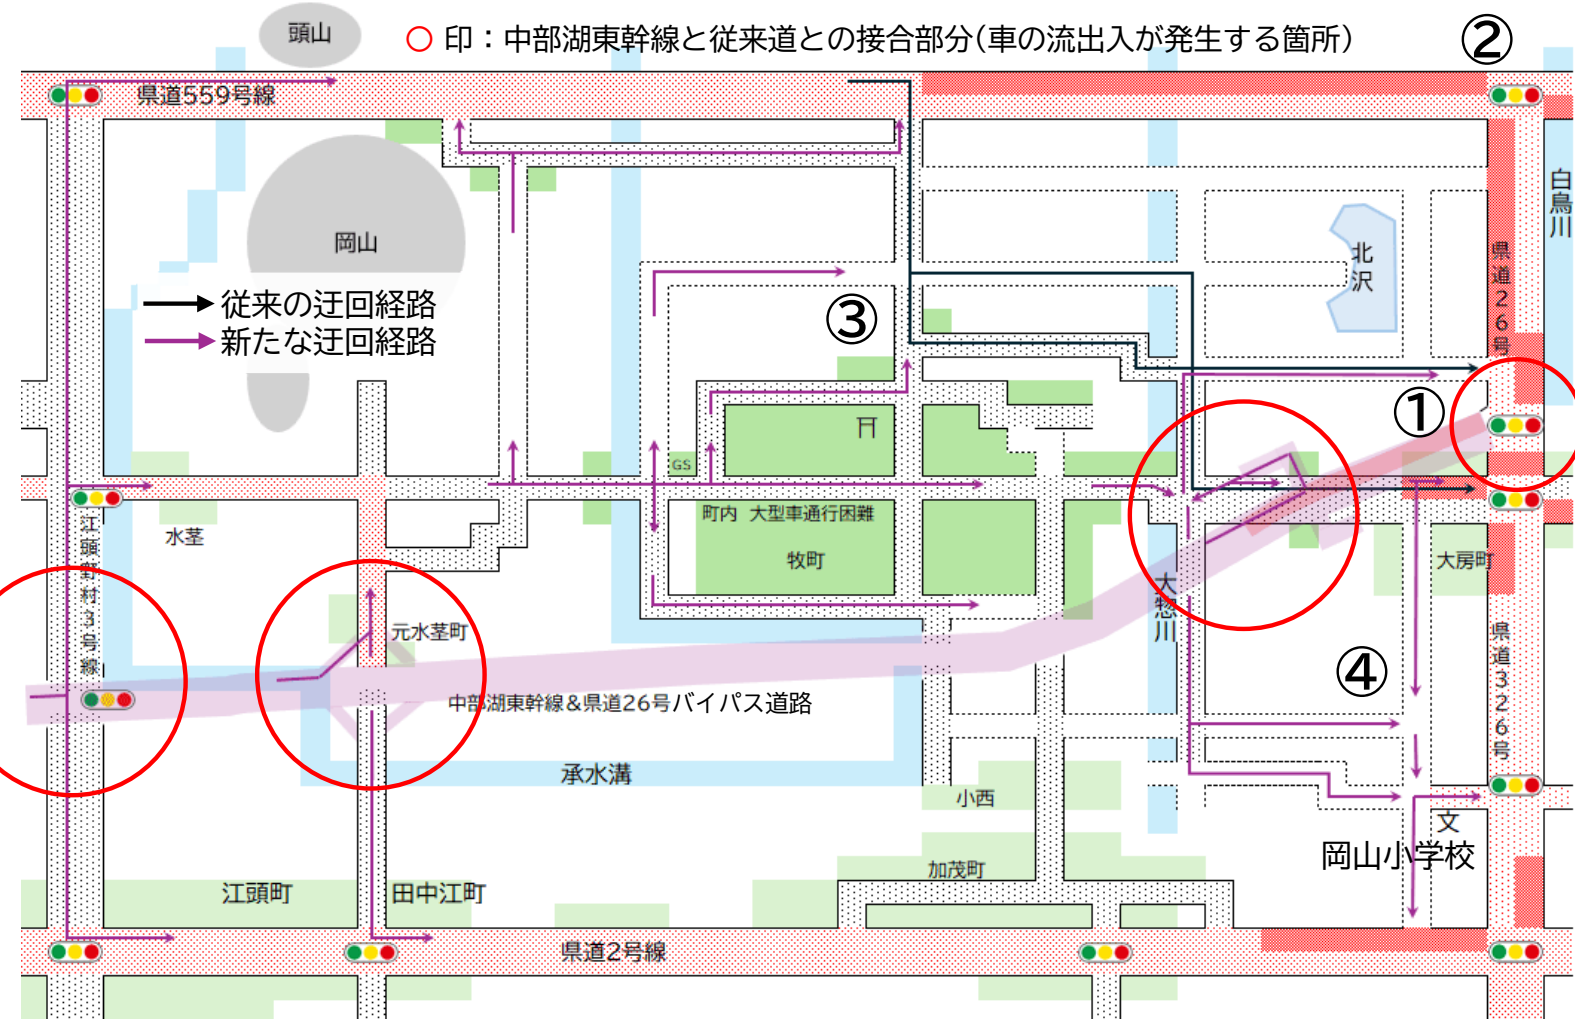 頭山
〇 印：中部湖東幹線と従来道との接合部分(車の流出入が発生する箇所)
②
県道559号線
白鳥川
岡山
北沢
県道26号
従来の迂回経路
新たな迂回経路
③
①
GS
町内 大型車通行困難
水茎
江頭野村3号線
牧町
大房町
大惣川
元水茎町
県道326号
④
中部湖東幹線＆県道26号バイパス道路
承水溝
小西
文
岡山小学校
加茂町
江頭町
田中江町
県道2号線